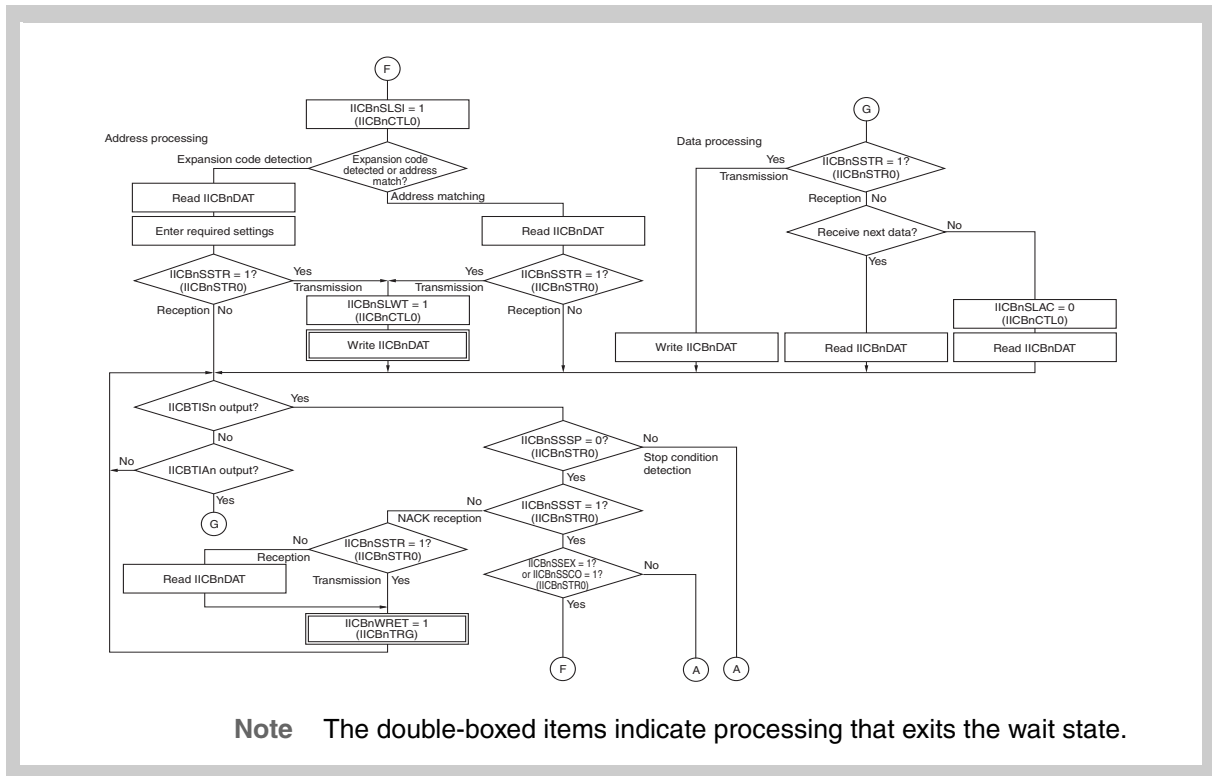 F
IICBnSLSI = 1
(IICBnCTL0)
Address processing
Expansion code detection
Expansion code
detected or address
match?
Address matching
Read IICBnDAT
Enter required settings
Read IICBnDAT
IICBnSSTR = 1?
(IICBnSTR0)
Yes
Transmission
Reception
No
IICBnSLWT = 1
(IICBnCTL0)
Write IICBnDAT
Yes
Transmission
IICBnSSTR = 1?
(IICBnSTR0)
Reception
No
G
Data processing
Yes
Transmission
IICBnSSTR = 1?
(IICBnSTR0)
Reception
No
Receive next data?
No
Yes
IICBnSLAC = 0
(IICBnCTL0)
Write IICBnDAT
Read IICBnDAT
Read IICBnDAT
IICBTISn output?
Yes
No
No
IICBTIAn output?
Yes
G
IICBnSSSP = 0?
(IICBnSTR0)
No
Stop condition
detection
Yes
No
NACK reception
IICBnSSST = 1?
(IICBnSTR0)
Yes
No
Reception
IICBnSSTR = 1?
(IICBnSTR0)
Read IICBnDAT
Transmission
Yes
IICBnSSEX = 1?
or IICBnSSCO = 1?
(IICBnSTR0)
No
Yes
IICBnWRET = 1
(IICBnTRG)
F
A
A
Note The double-boxed items indicate processing that exits the wait state.